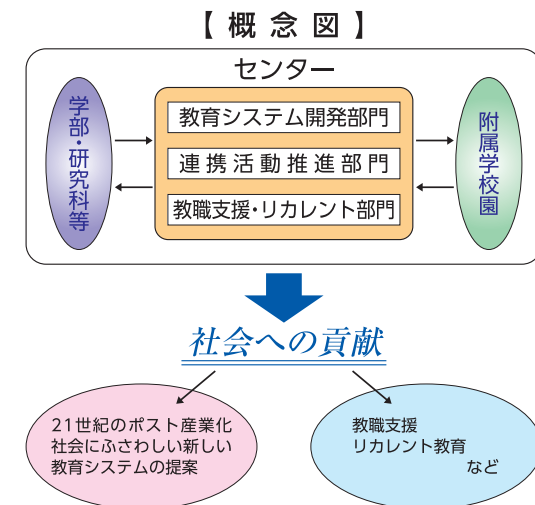 【 概 念 図 】
センター
学部・研究科等
教育システム開発部門
連携活動推進部門
教職支援・リカレント部門
附属学校園
社会への貢献
21世紀のポスト産業化
社会にふさわしい新しい
教育システムの提案
教職支援
リカレント教育
など